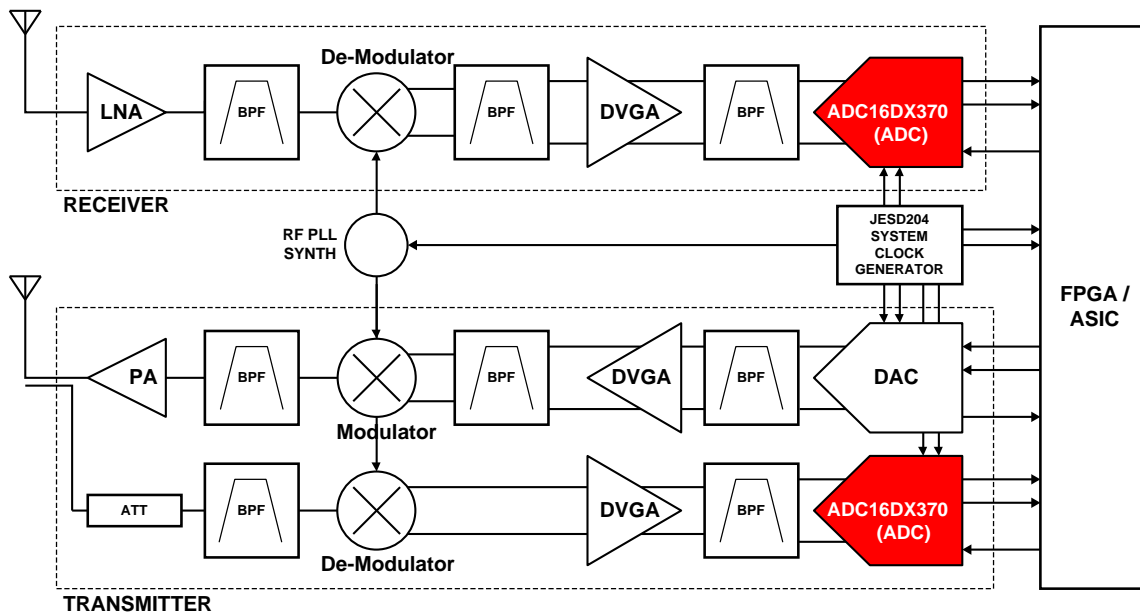 De-Modulator
LNA
BPF
BPF
DVGA
BPF
ADC16DX370
(ADC)
RECEIVER
RF PLL
SYNTH
JESD204
SYSTEM
CLOCK
GENERATOR
FPGA /
ASIC
PA
BPF
BPF
DVGA
BPF
DAC
Modulator
ATT
BPF
DVGA
BPF
ADC16DX370
(ADC)
De-Modulator
TRANSMITTER